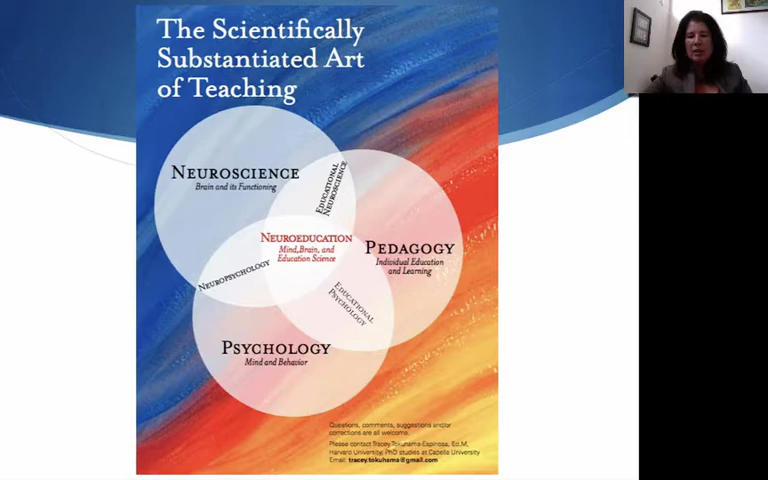 The Scientifically
Substantiated Art
of Teaching
NEUROSCIENCE
Brain and its Functioning
EDUCATIONAL
NEUROSCIENCE
NEUROEDUCATION
Mind, Brain, and
Education Science
PEDAGOGY
Individual Education
and Learning
NEUROPSYCHOLOGY
EDUCATIONAL
PSYCHOLOGY
PSYCHOLOGY
Mind and Behavior
Questions, comments, suggestions and/or
corrections are all welcome.
Please contact Tracey Tokuhama-Espinosa, Ed.M,
Harvard University, PhD studies at Capella University
Email: tracey.tokuhama@gmail.com